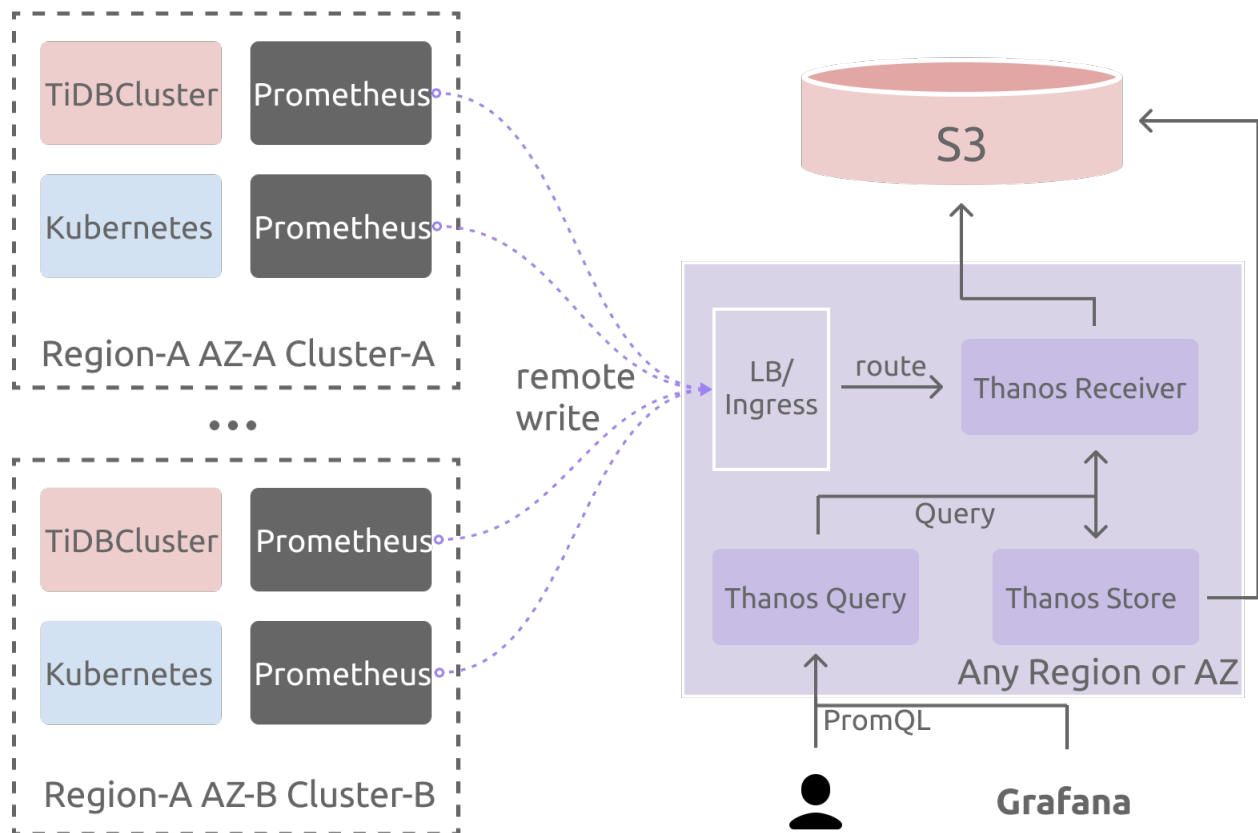 TiDBCluster Prometheus
Kubernetes Prometheus
Region-A AZ-A Cluster-A
...
TiDBCluster Prometheus
Kubernetes Prometheus
Region-A AZ-B Cluster-B
remote
write
S3
LB/
Ingress
route
Thanos Receiver
Query
Thanos Query
Thanos Store
Any Region or AZ
PromQL
Grafana